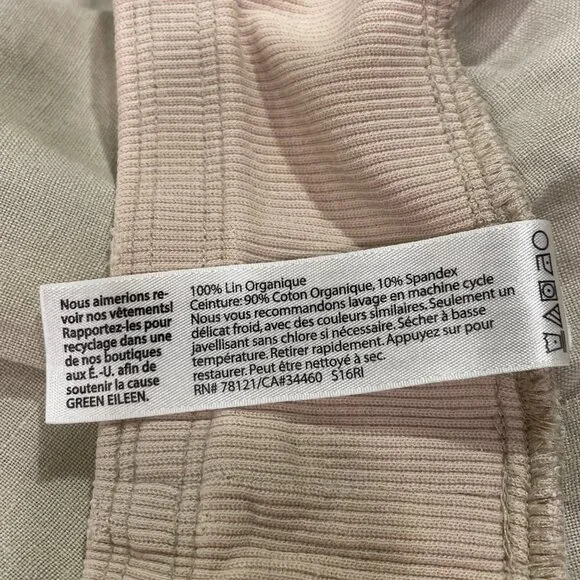 Nous aimerions re-
voir nos vêtements!
Rapportez-les pour
recyclage dans une
de nos boutiques
aux É.-U. afin de
soutenir la cause
GREEN EILEEN.
100% Lin Organique
Ceinture: 90% Coton Organique, 10% Spandex
Nous vous recommandons lavage en machine cycle
délicat froid, avec des couleurs similaires. Seulement un
javellisant sans chlore si nécessaire. Sécher à basse
température. Retirer rapidement. Appuyez sur pour
restaurer. Peut être nettoyé à sec.
RN# 78121/CA#34460 S16RI